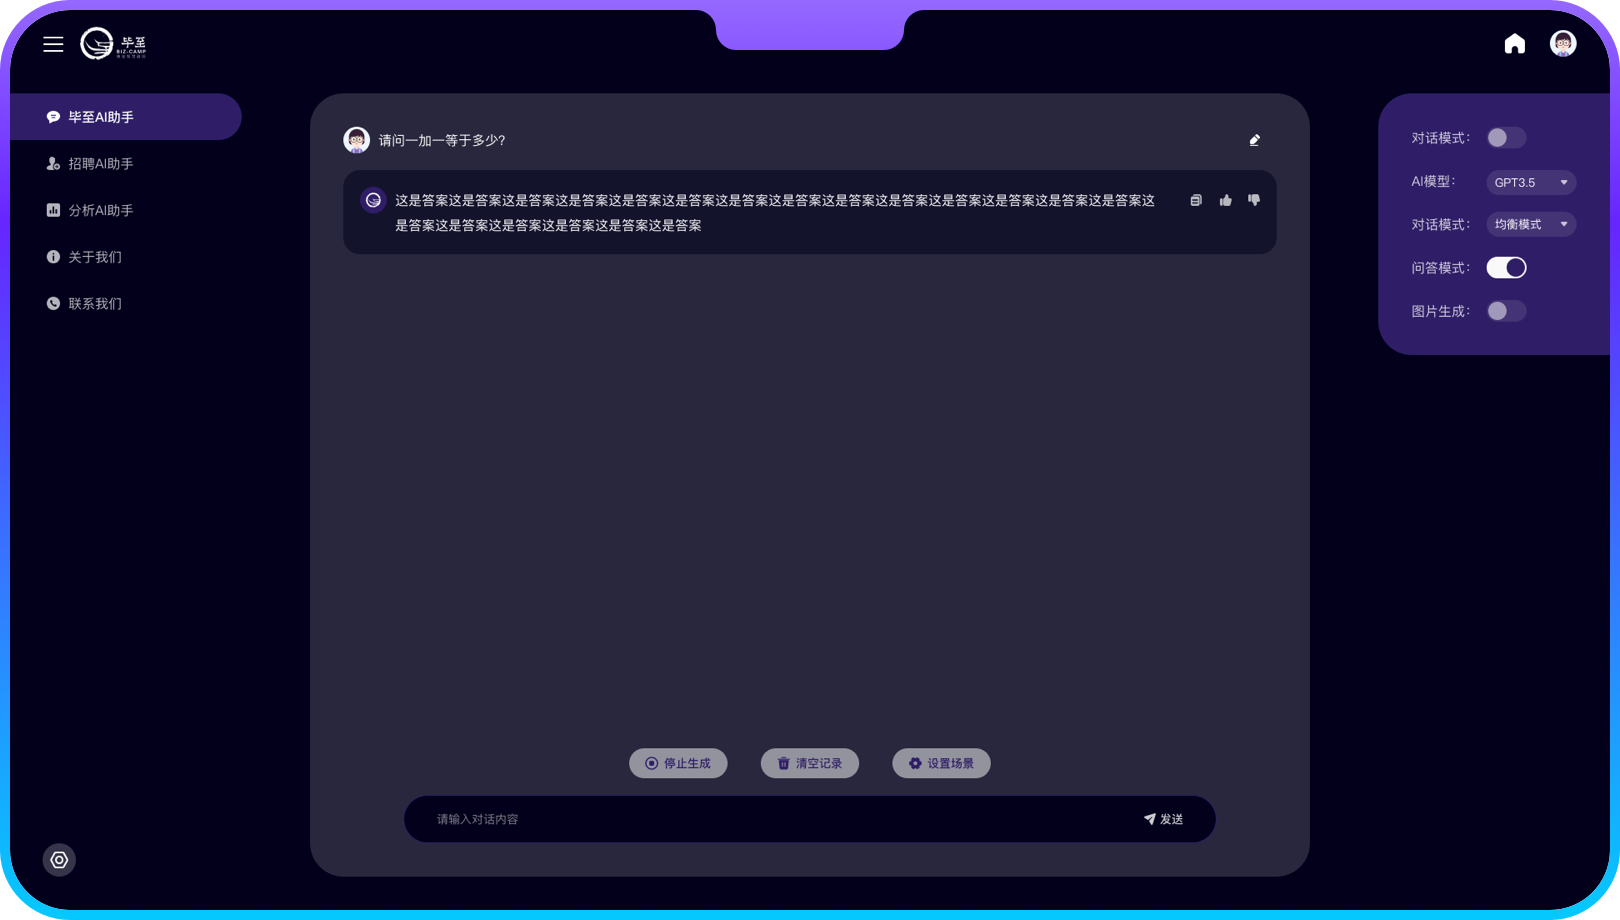 毕至
BIZ-CAMP
毕至AI助手
招聘AI助手
分析AI助手
关于我们
联系我们
请问一加一等于多少?
这是答案这是答案这是答案这是答案这是答案这是答案这是答案这是答案这是答案这是答案这是答案这是答案这是答案这是答案这
是答案这是答案这是答案这是答案这是答案这是答案
停止生成
清空记录
设置场景
请输入对话内容
发送
对话模式：
AI模型： GPT3.5
对话模式： 均衡模式
问答模式：
图片生成：